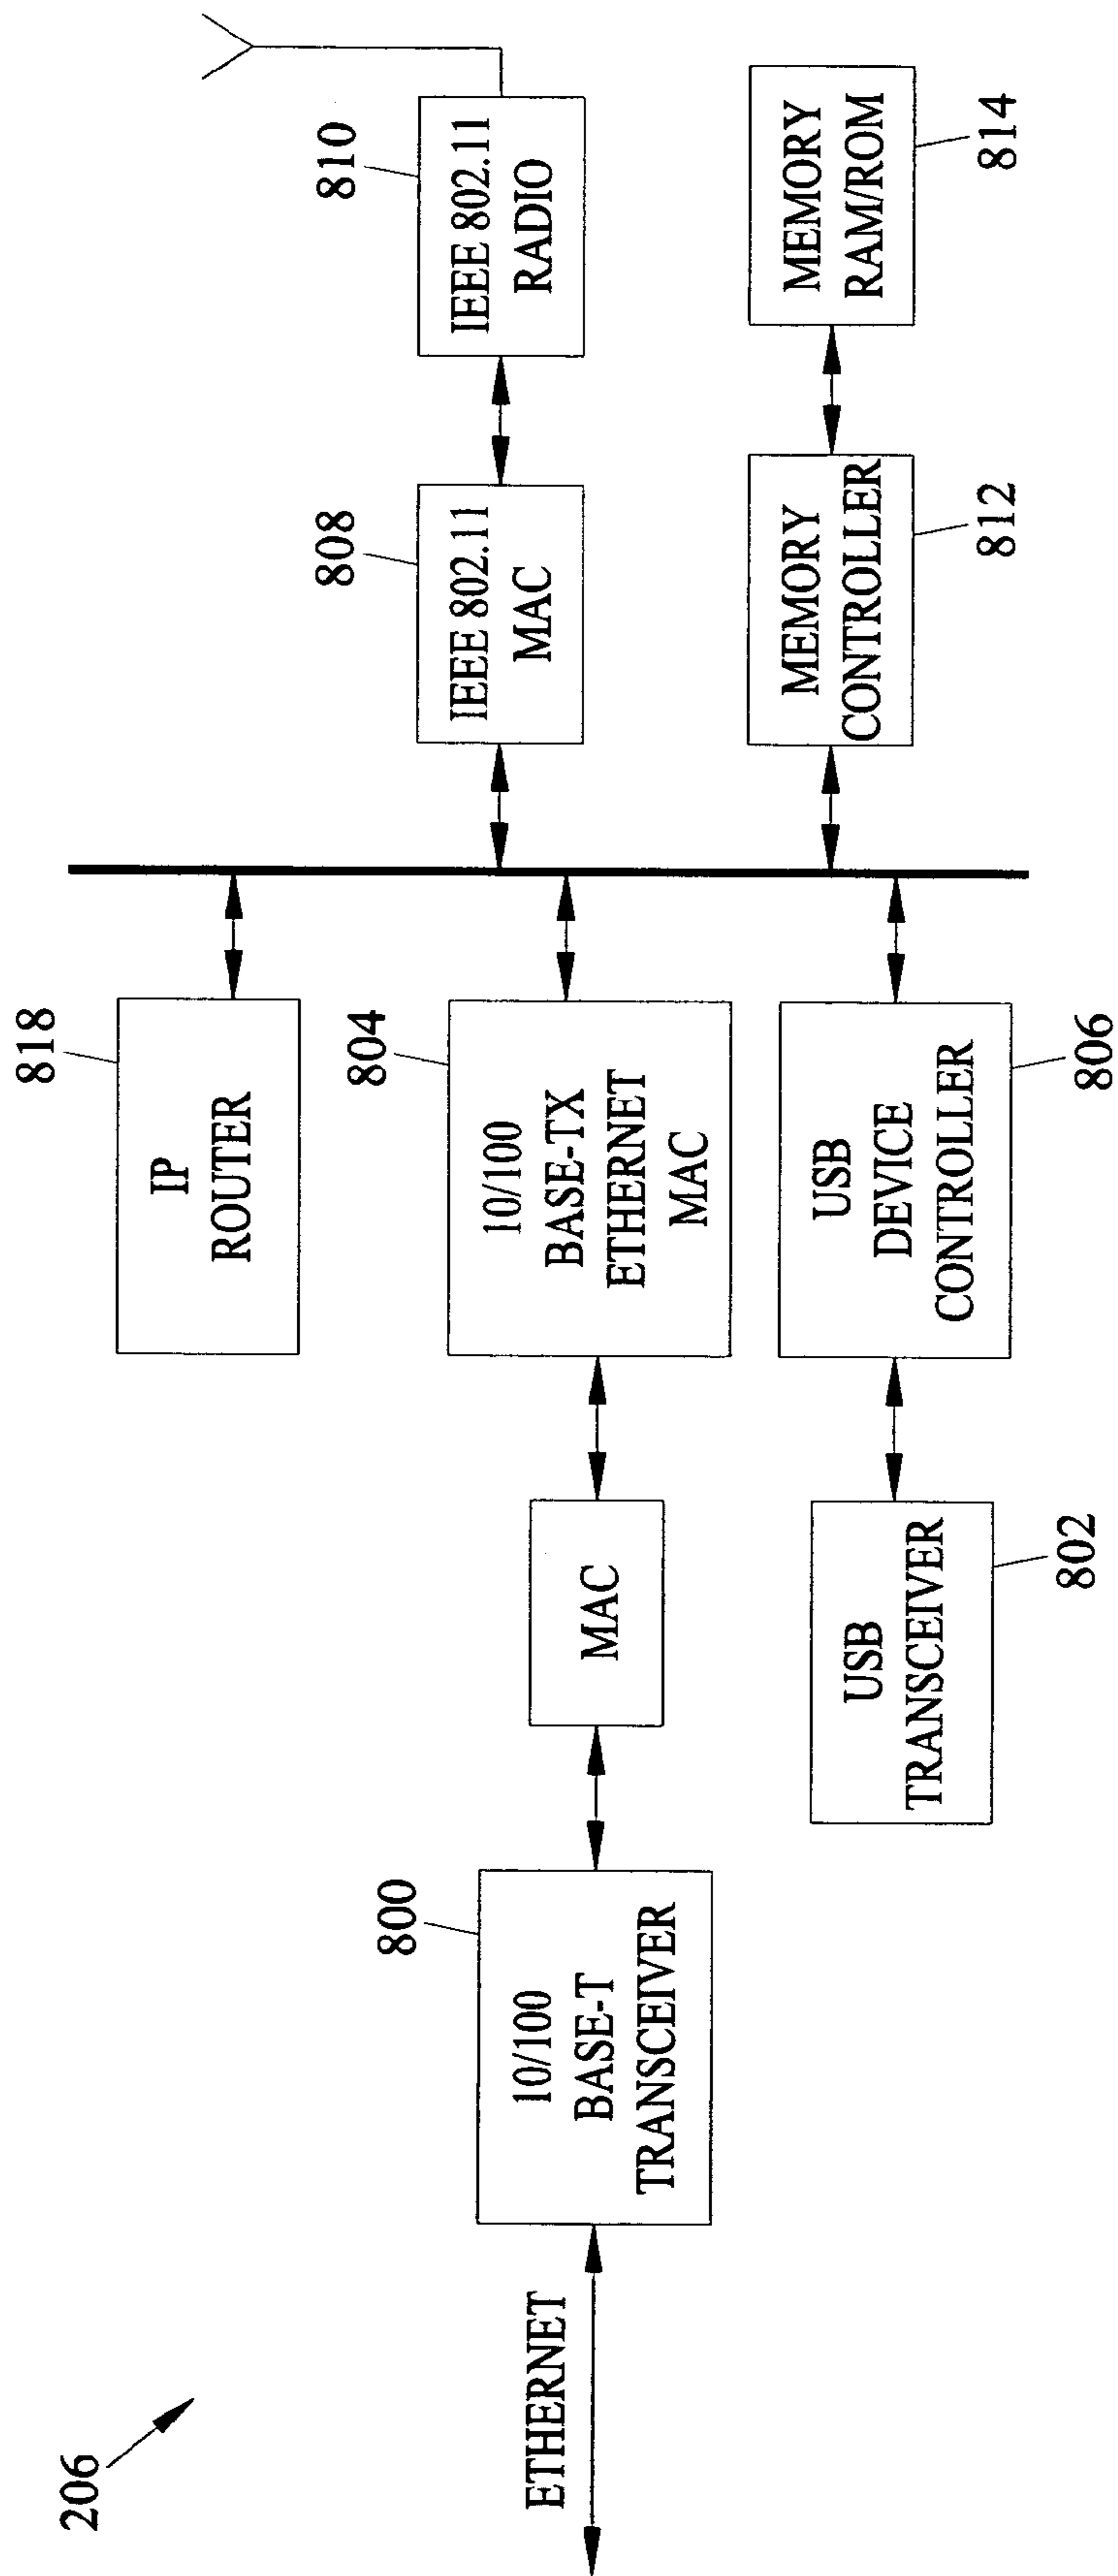 206
ETHERNET
800
10/100
BASE-T
TRANSCEIVER
MAC
USB
TRANSCEIVER
802
818
IP
ROUTER
804
10/100
BASE-TX
ETHERNET
MAC
USB
DEVICE
CONTROLLER
806
808
IEEE 802.11
MAC
810
IEEE 802.11
RADIO
MEMORY
CONTROLLER
812
MEMORY
RAM/ROM
814